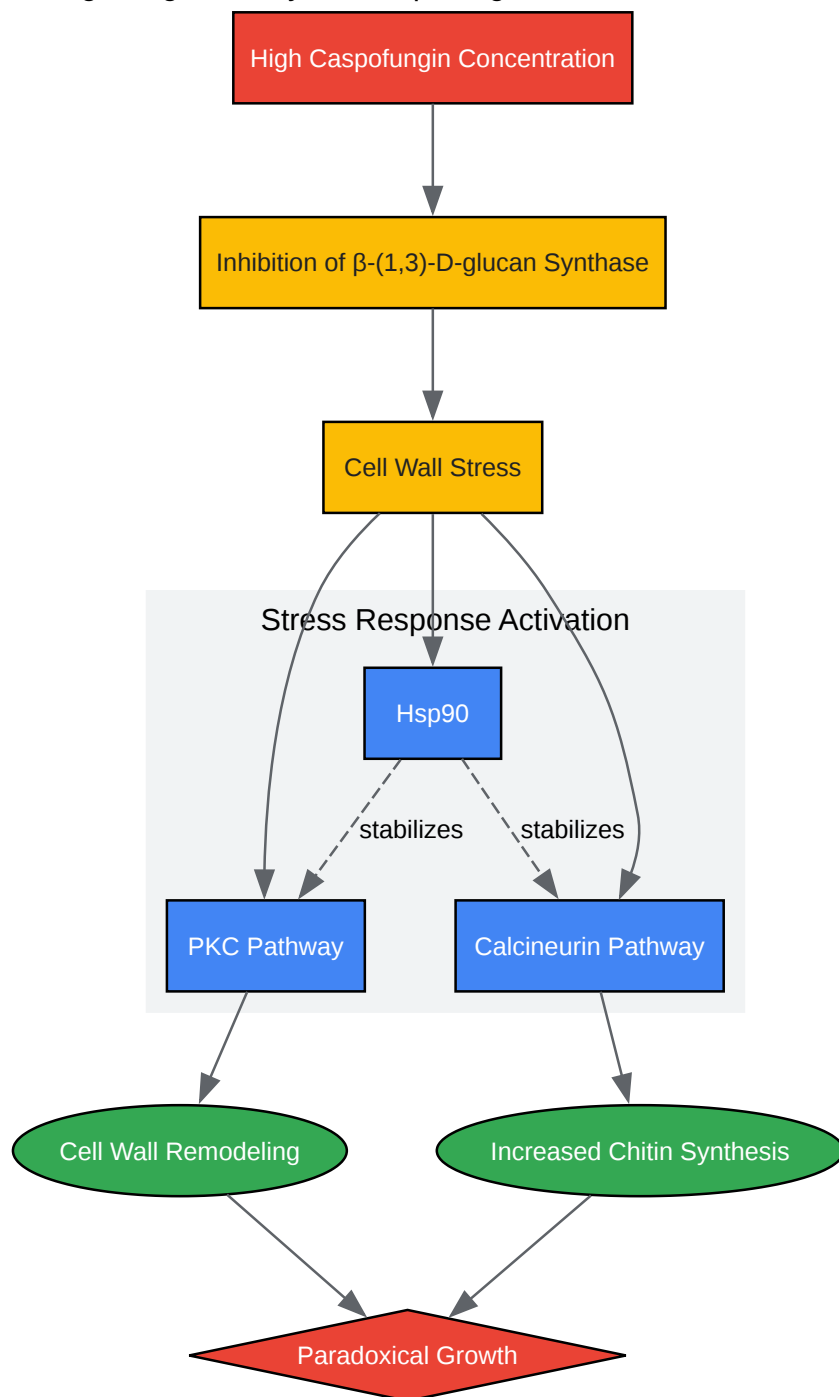 High Caspofungin Concentration
Inhibition of β-(1,3)-D-glucan Synthase
Cell Wall Stress
Stress Response Activation
Hsp90
stabilizes
stabilizes
PKC Pathway
Calcineurin Pathway
Cell Wall Remodeling
Increased Chitin Synthesis
Paradoxical Growth